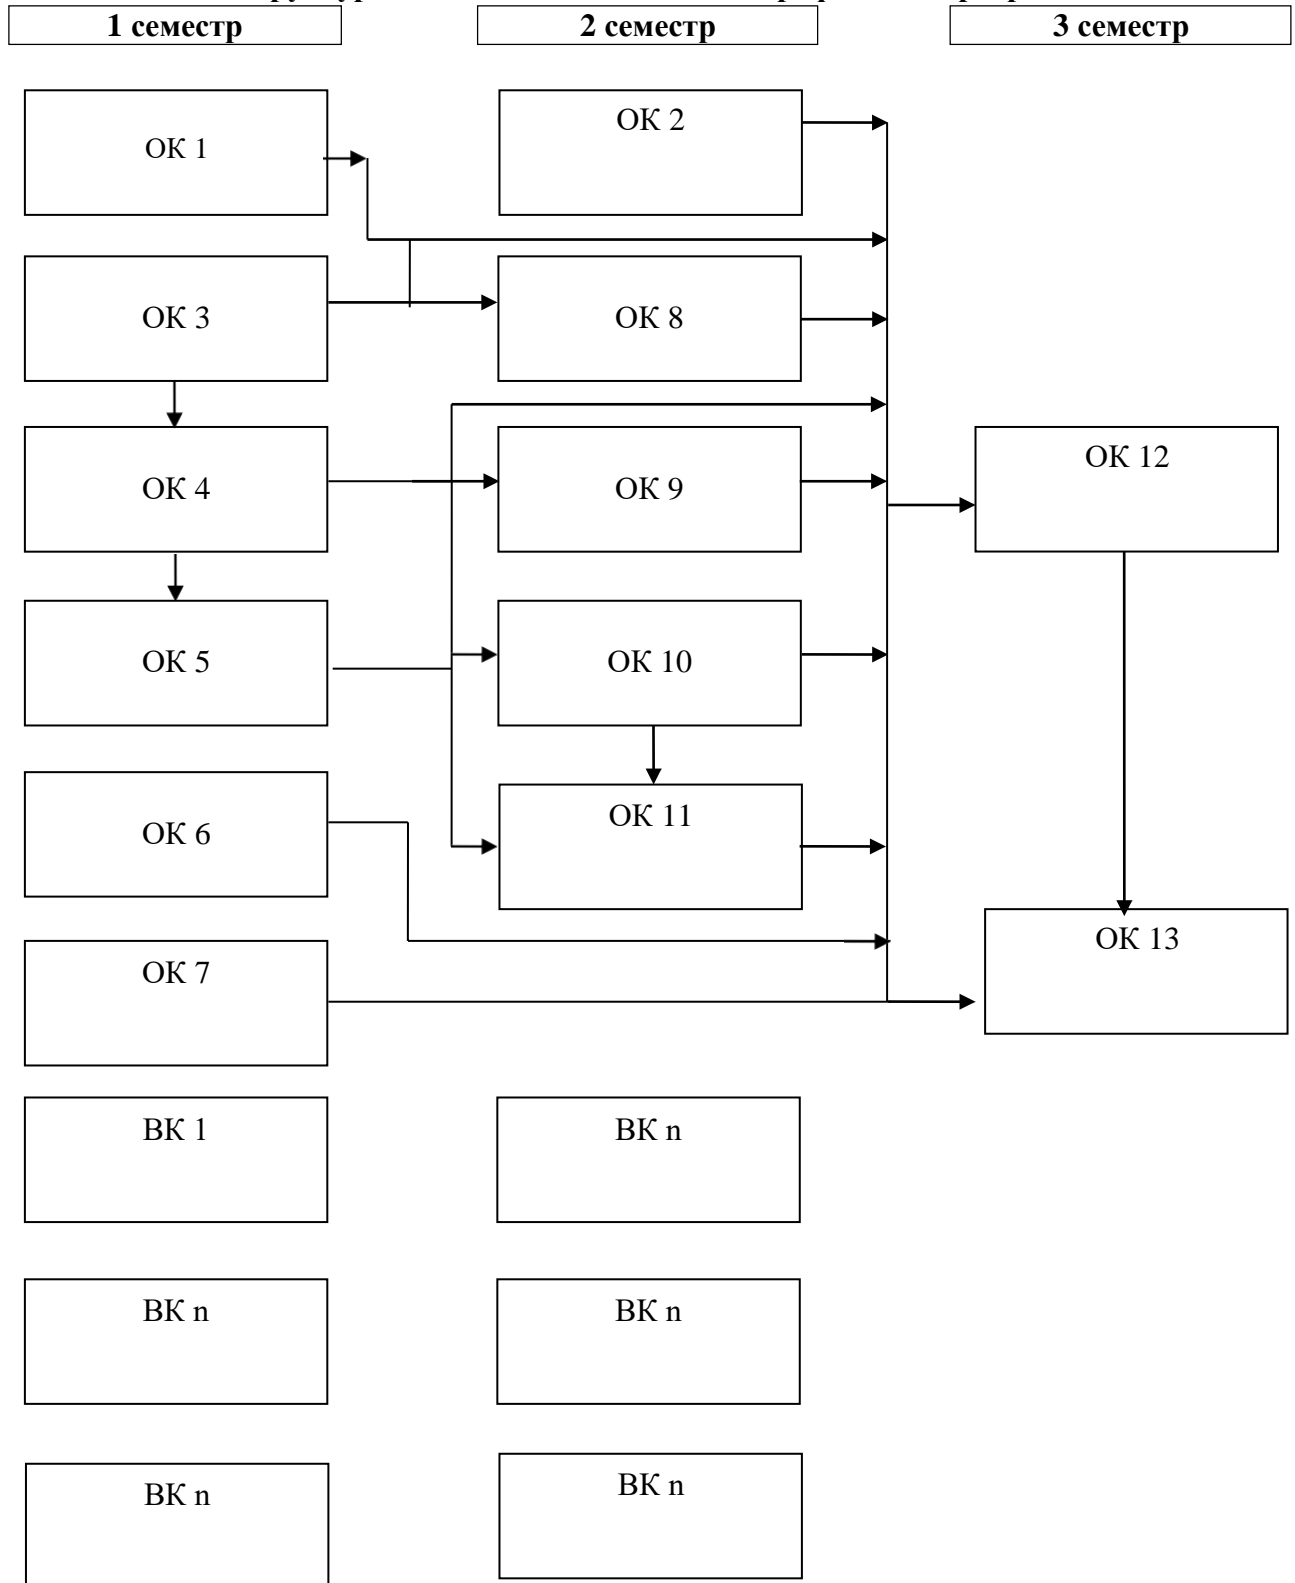 1 семестр
2 семестр
3 семестр
ОК 1
ОК 2
ОК 3
ОК 8
ОК 4
ОК 9
ОК 12
ОК 5
ОК 10
ОК 6
ОК 11
ОК 7
ОК 13
ВК 1
ВК n
ВК n
ВК n
ВК n
ВК n